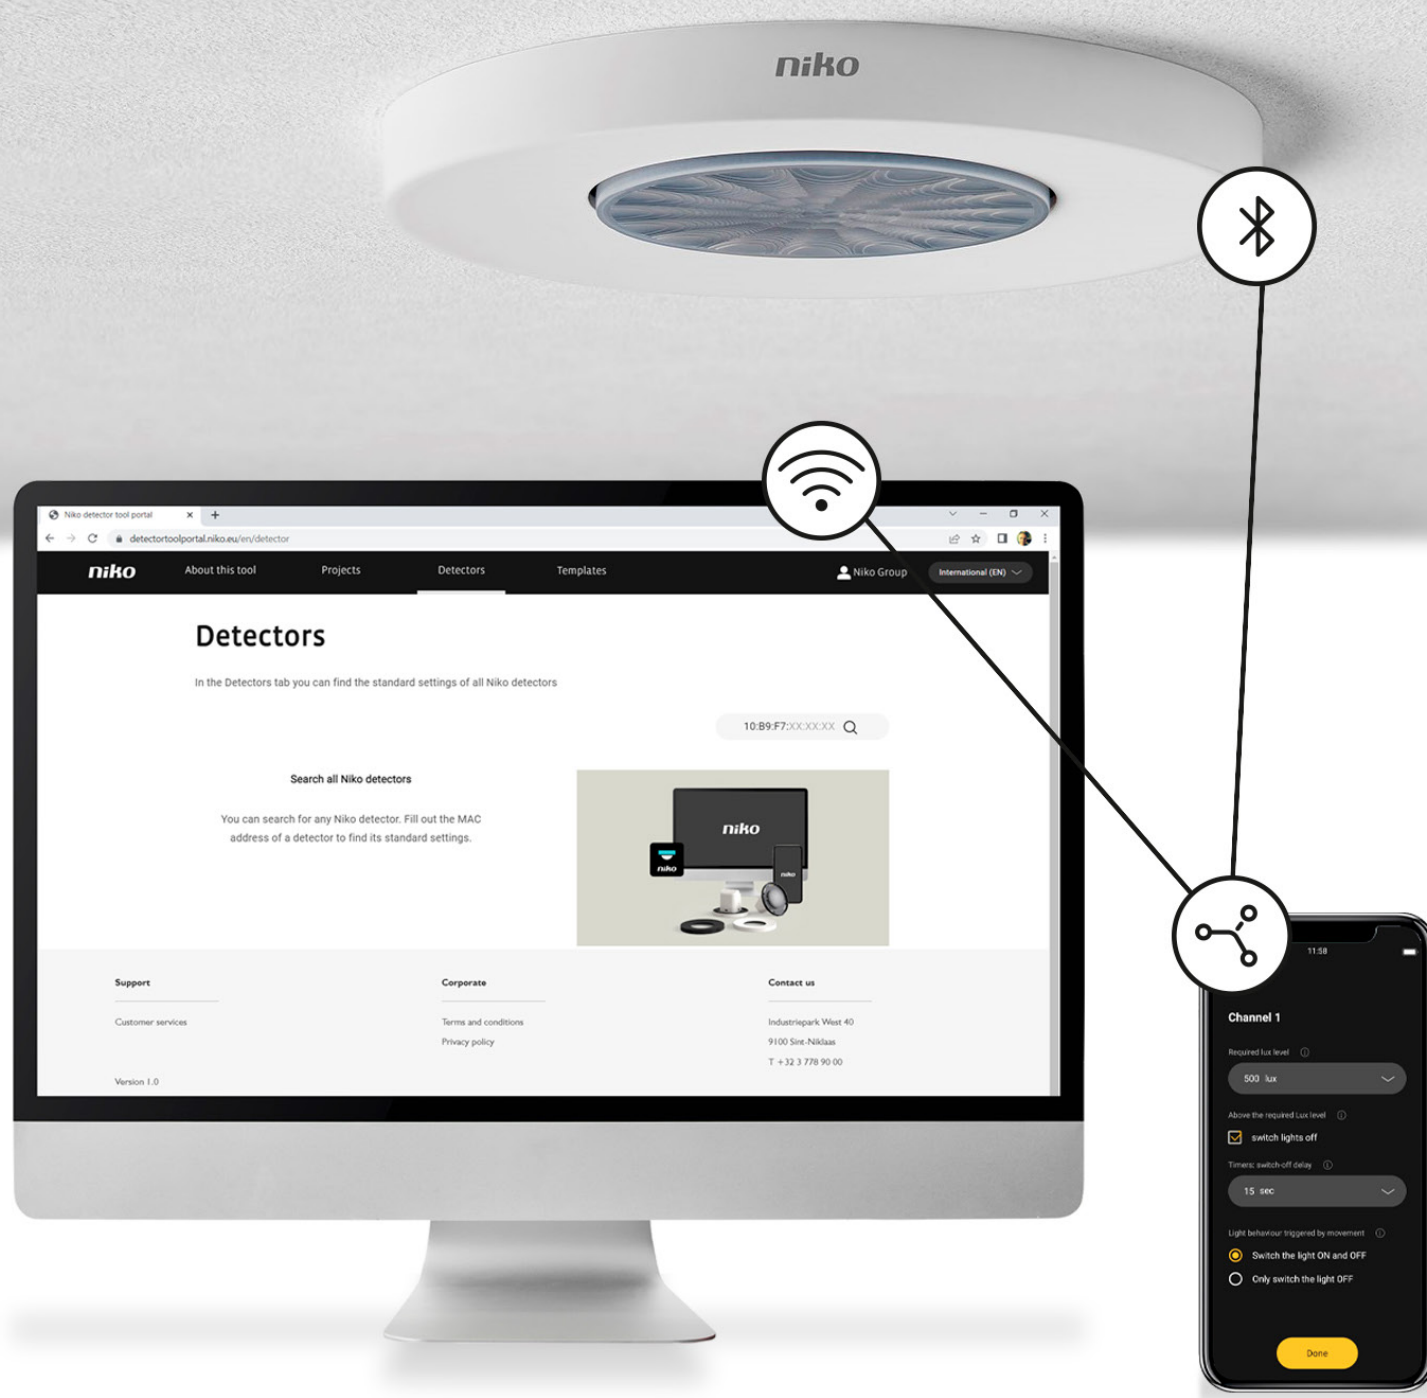 niko
Niko detector tool portal
detectortoolportal.niko.eu/en/detector
niko About this tool Projects Detectors Templates Niko Group International (EN)
Detectors
In the Detectors tab you can find the standard settings of all Niko detectors
10:B9:F7:XX:XX:XX
Search all Niko detectors
You can search for any Niko detector. Fill out the MAC
address of a detector to find its standard settings.
niko
niko
niko
Support
Customer services
Version 1.0
Corporate
Terms and conditions
Privacy policy
Contact us
Industriepark West 40
9100 Sint-Niklaas
T +32 3 778 90 00
11:58
Channel 1
Required lux level
500 lux
Above the required Lux level
switch lights off
Timers: switch-off delay
15 sec
Light behaviour triggered by movement
Switch the light ON and OFF
Only switch the light OFF
Done